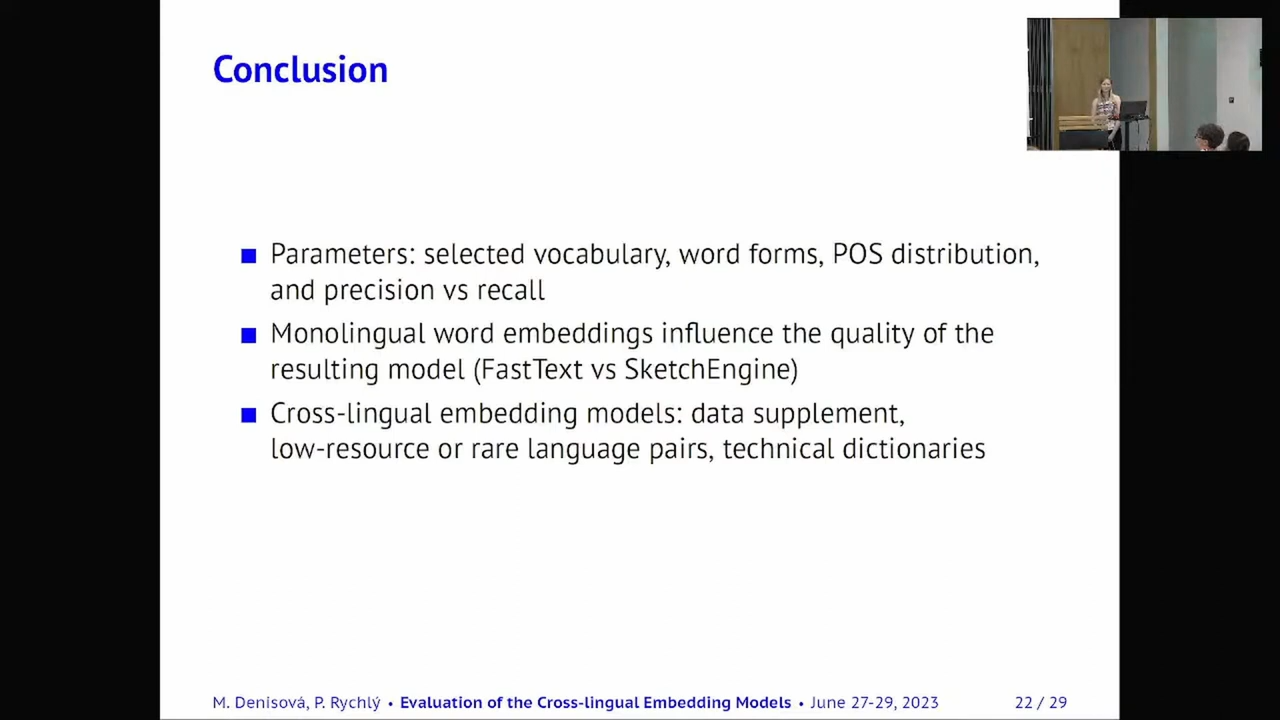 Conclusion
Parameters: selected vocabulary, word forms, POS distribution,
and precision vs recall
Monolingual word embeddings influence the quality of the
resulting model (FastText vs SketchEngine)
Cross-lingual embedding models: data supplement,
low-resource or rare language pairs, technical dictionaries
M. Denisová, P. Rychlý • Evaluation of the Cross-lingual Embedding Models • June 27-29, 2023 22 / 29